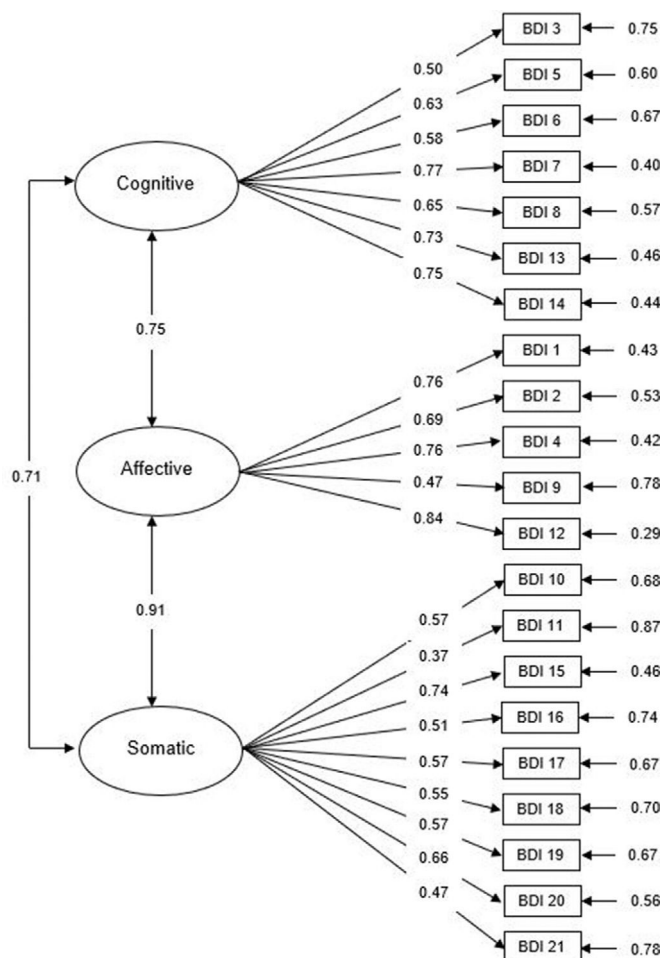 BDI 3
0.75
0.50
BDI 5
0.60
0.63
BDI 6
0.67
0.58
BDI 7
0.40
0.77
Cognitive
BDI 8
0.57
0.65
BDI 13
0.46
0.73
BDI 14
0.44
0.75
0.75
BDI 1
0.43
0.76
BDI 2
0.53
0.69
BDI 4
0.42
0.76
Affective
0.71
BDI 9
0.78
0.47
BDI 12
0.29
0.84
BDI 10
0.68
0.91
0.57
BDI 11
0.87
0.37
BDI 15
0.46
0.74
BDI 16
0.74
0.51
Somatic
BDI 17
0.67
0.57
BDI 18
0.70
0.55
BDI 19
0.67
0.57
BDI 20
0.56
0.66
BDI 21
0.78
0.47